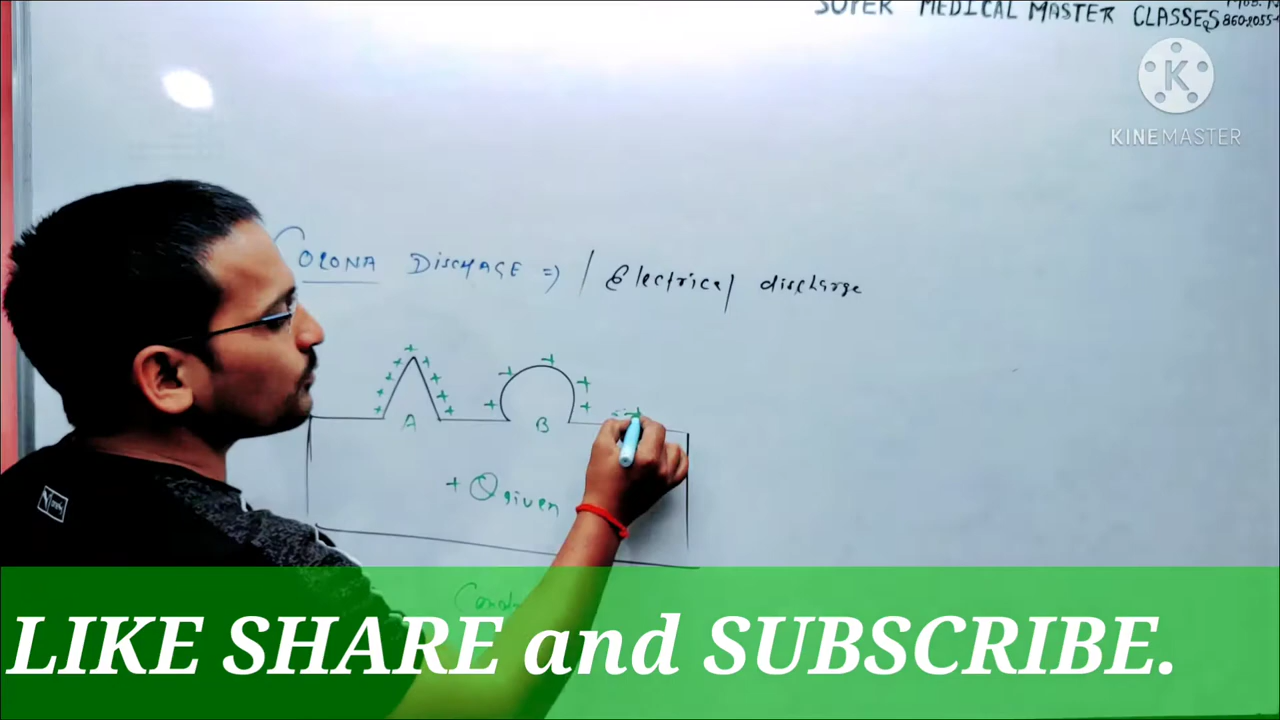 SUPER MEDICAL MASTER CLASSES
K
KINEMASTER
CORONA DISCHAGE => / Electrical discharge
A B
+ Q given
LIKE SHARE and SUBSCRIBE.